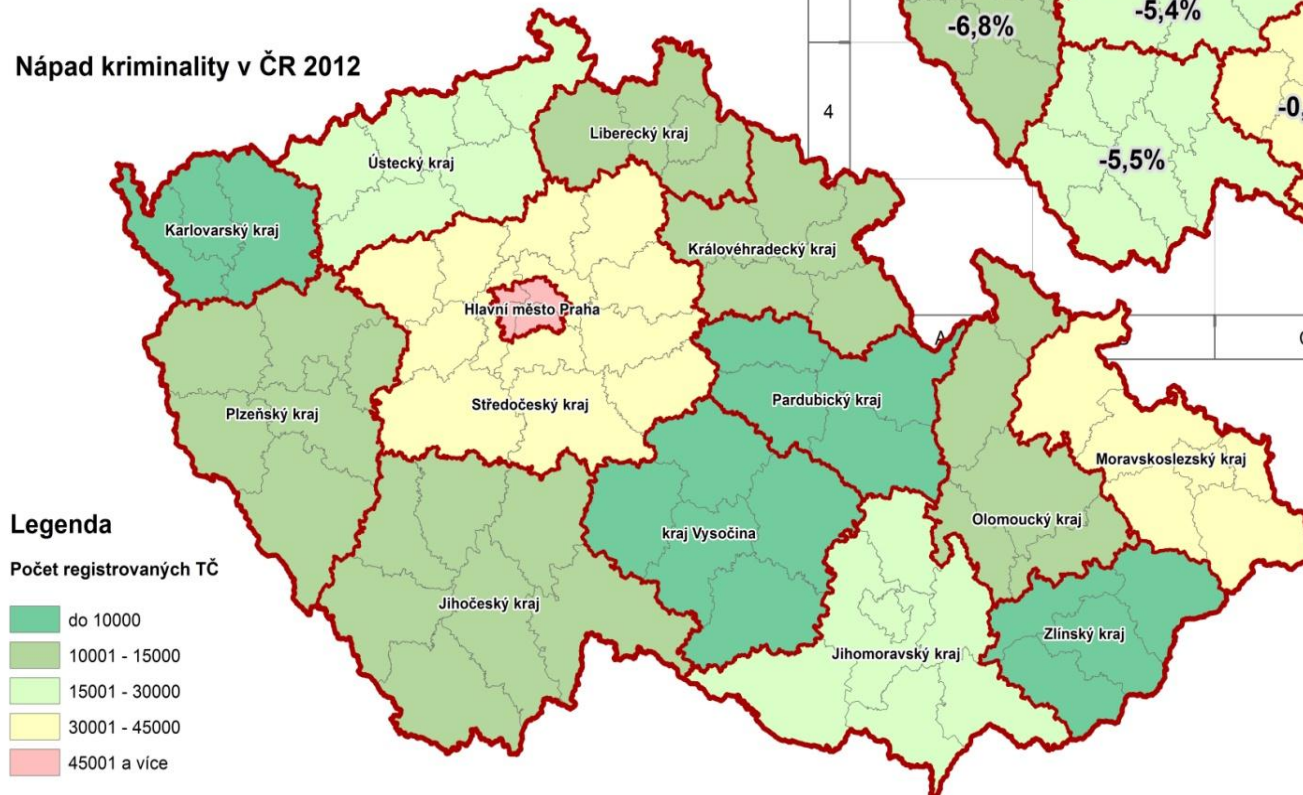 -5,4%
-6,8%
Nápad kriminality v ČR 2012
-0,
4
Liberecký kraj
Ústecký kraj
-5,5%
Karlovarský kraj
Královéhradecký kraj
Hlavní město Praha
A
Pardubický kraj
Středočeský kraj
Plzeňský kraj
Moravskoslezský kraj
Olomoucký kraj
kraj Vysočina
Jihočeský kraj
Zlínský kraj
Jihomoravský kraj
Legenda
Počet registrovaných TČ
do 10000
10001 - 15000
15001 - 30000
30001 - 45000
45001 a více